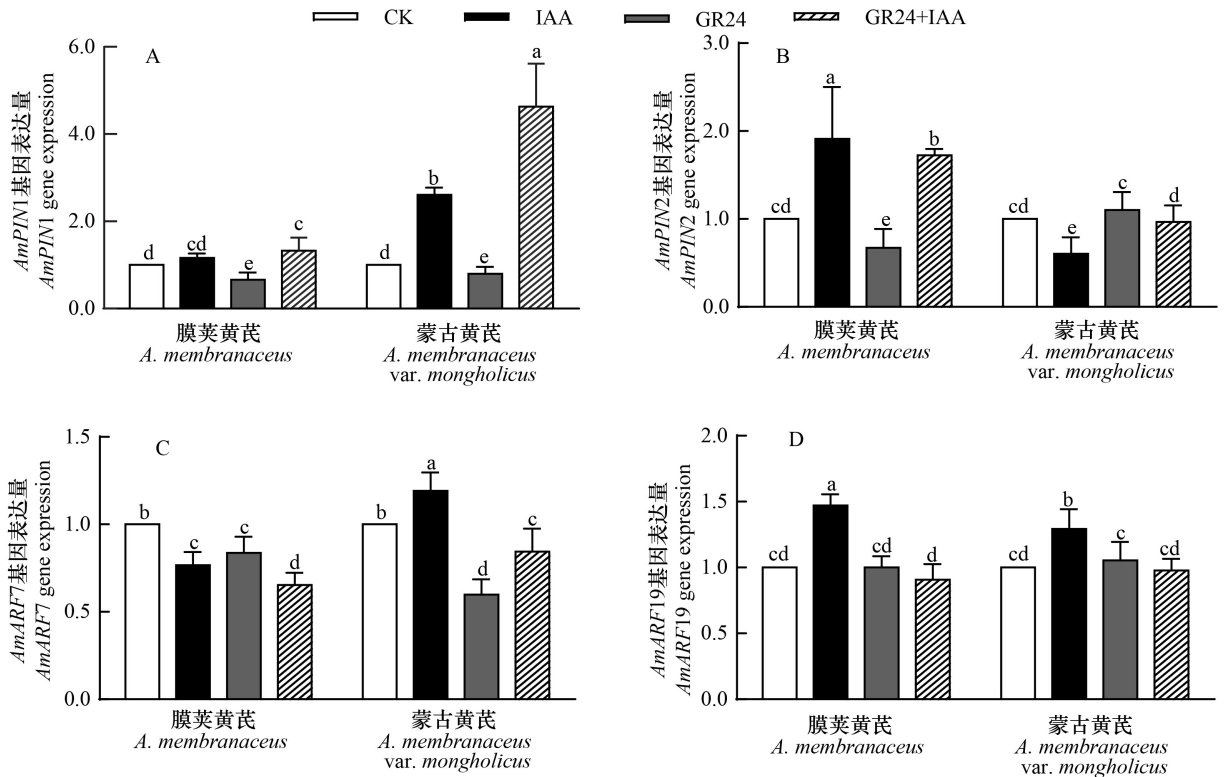 CK IAA GR24 GR24+IAA
A
AmPIN1基因表达量
AmPIN1 gene expression
6.0
4.0
2.0
0.0
d cd e c d b e a
膜荚黄芪 蒙古黄芪
A. membranaceus A. membranaceus
var. mongholicus
B
AmPIN2基因表达量
AmPIN2 gene expression
3.0
2.0
1.0
0.0
cd a e b cd e c d
膜荚黄芪 蒙古黄芪
A. membranaceus A. membranaceus
var. mongholicus
C
AmARF7基因表达量
AmARF7 gene expression
1.5
1.0
0.5
0.0
b c c d b a d c
膜荚黄芪 蒙古黄芪
A. membranaceus A. membranaceus
var. mongholicus
D
AmARF19基因表达量
AmARF19 gene expression
2.0
1.5
1.0
0.5
0.0
cd a cd d cd b c cd
膜荚黄芪 蒙古黄芪
A. membranaceus A. membranaceus
var. mongholicus